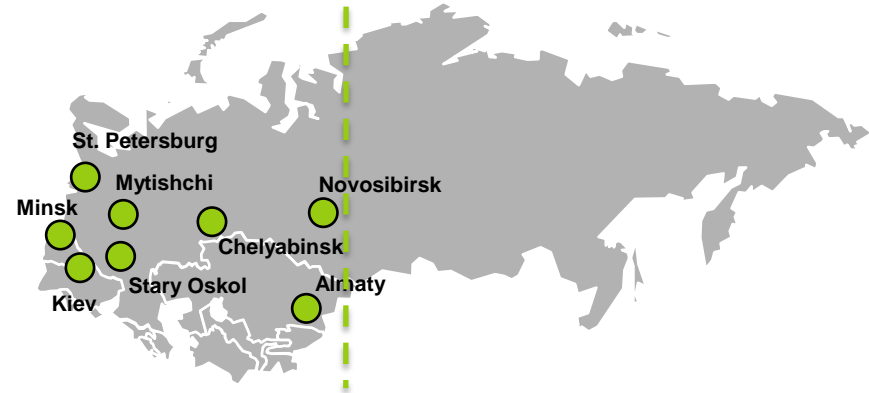 St. Petersburg
Mytishchi
Novosibirsk
Minsk
Chelyabinsk
Stary Oskol
Almaty
Kiev